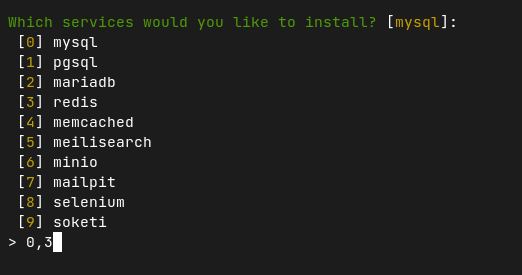 Which services would you like to install? [mysql]:
[0] mysql
[1] pgsql
[2] mariadb
[3] redis
[4] memcached
[5] meilisearch
[6] minio
[7] mailpit
[8] selenium
[9] soketi
> 0,3